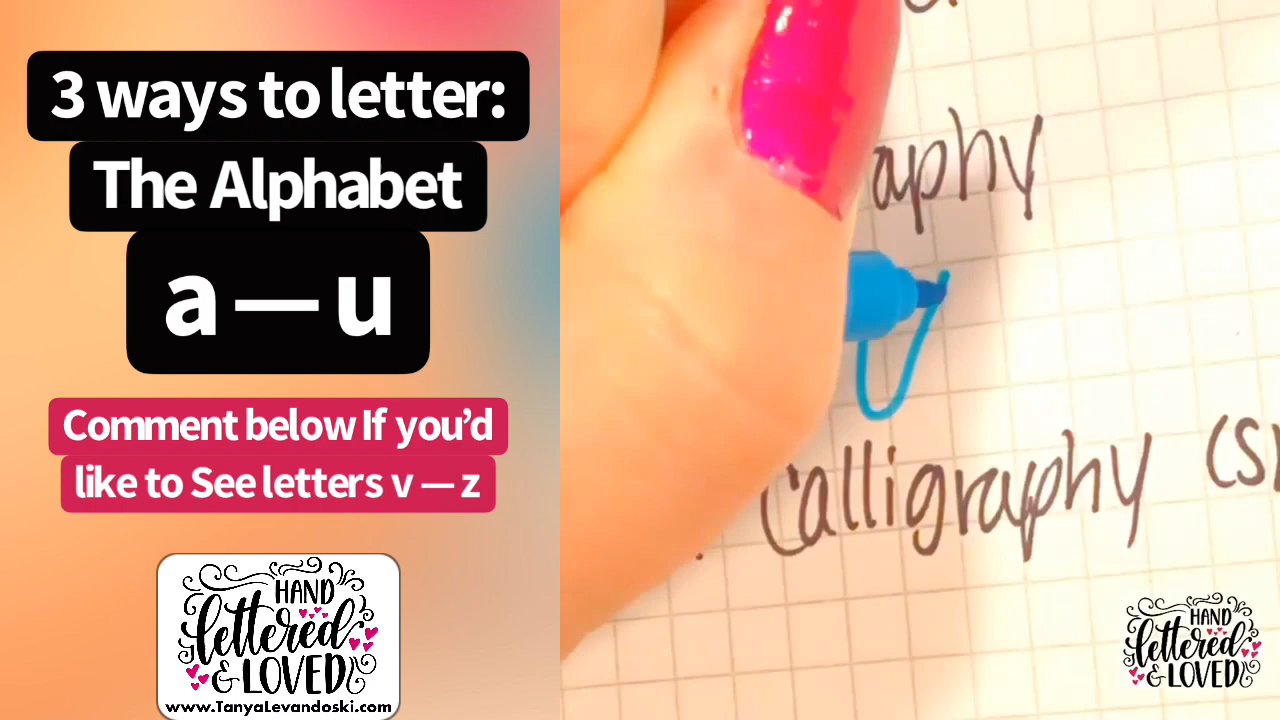 3 ways to letter:
The Alphabet
a — u
Comment below If you’d
like to See letters v — z
HAND
lettered
& LOVED
www.TanyaLevandoski.com
aphy
Calligraphy (S
HAND
lettered
& LOVED